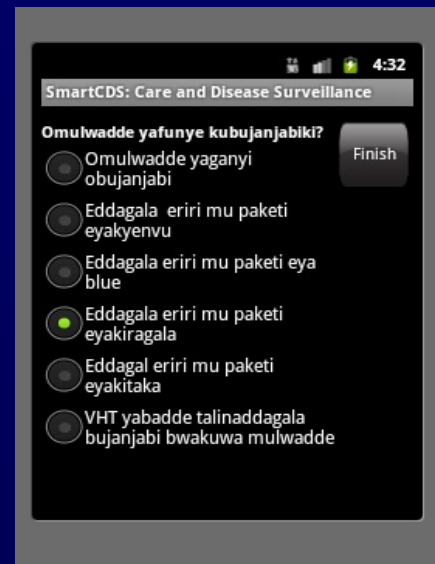 4:32
SmartCDS: Care and Disease Surveillance
Omulwadde yafunye kubujanjabiki?
Finish
Omulwadde yaganyi
obujanjabi
Eddagala eriri mu paketi
eyakyenvu
Eddagala eriri mu paketi eya
blue
Eddagala eriri mu paketi
eyakiragala
Eddagal eriri mu paketi
eyakitaka
VHT yabadde talinaddagala
bujanjabi bwakuwa mulwadde